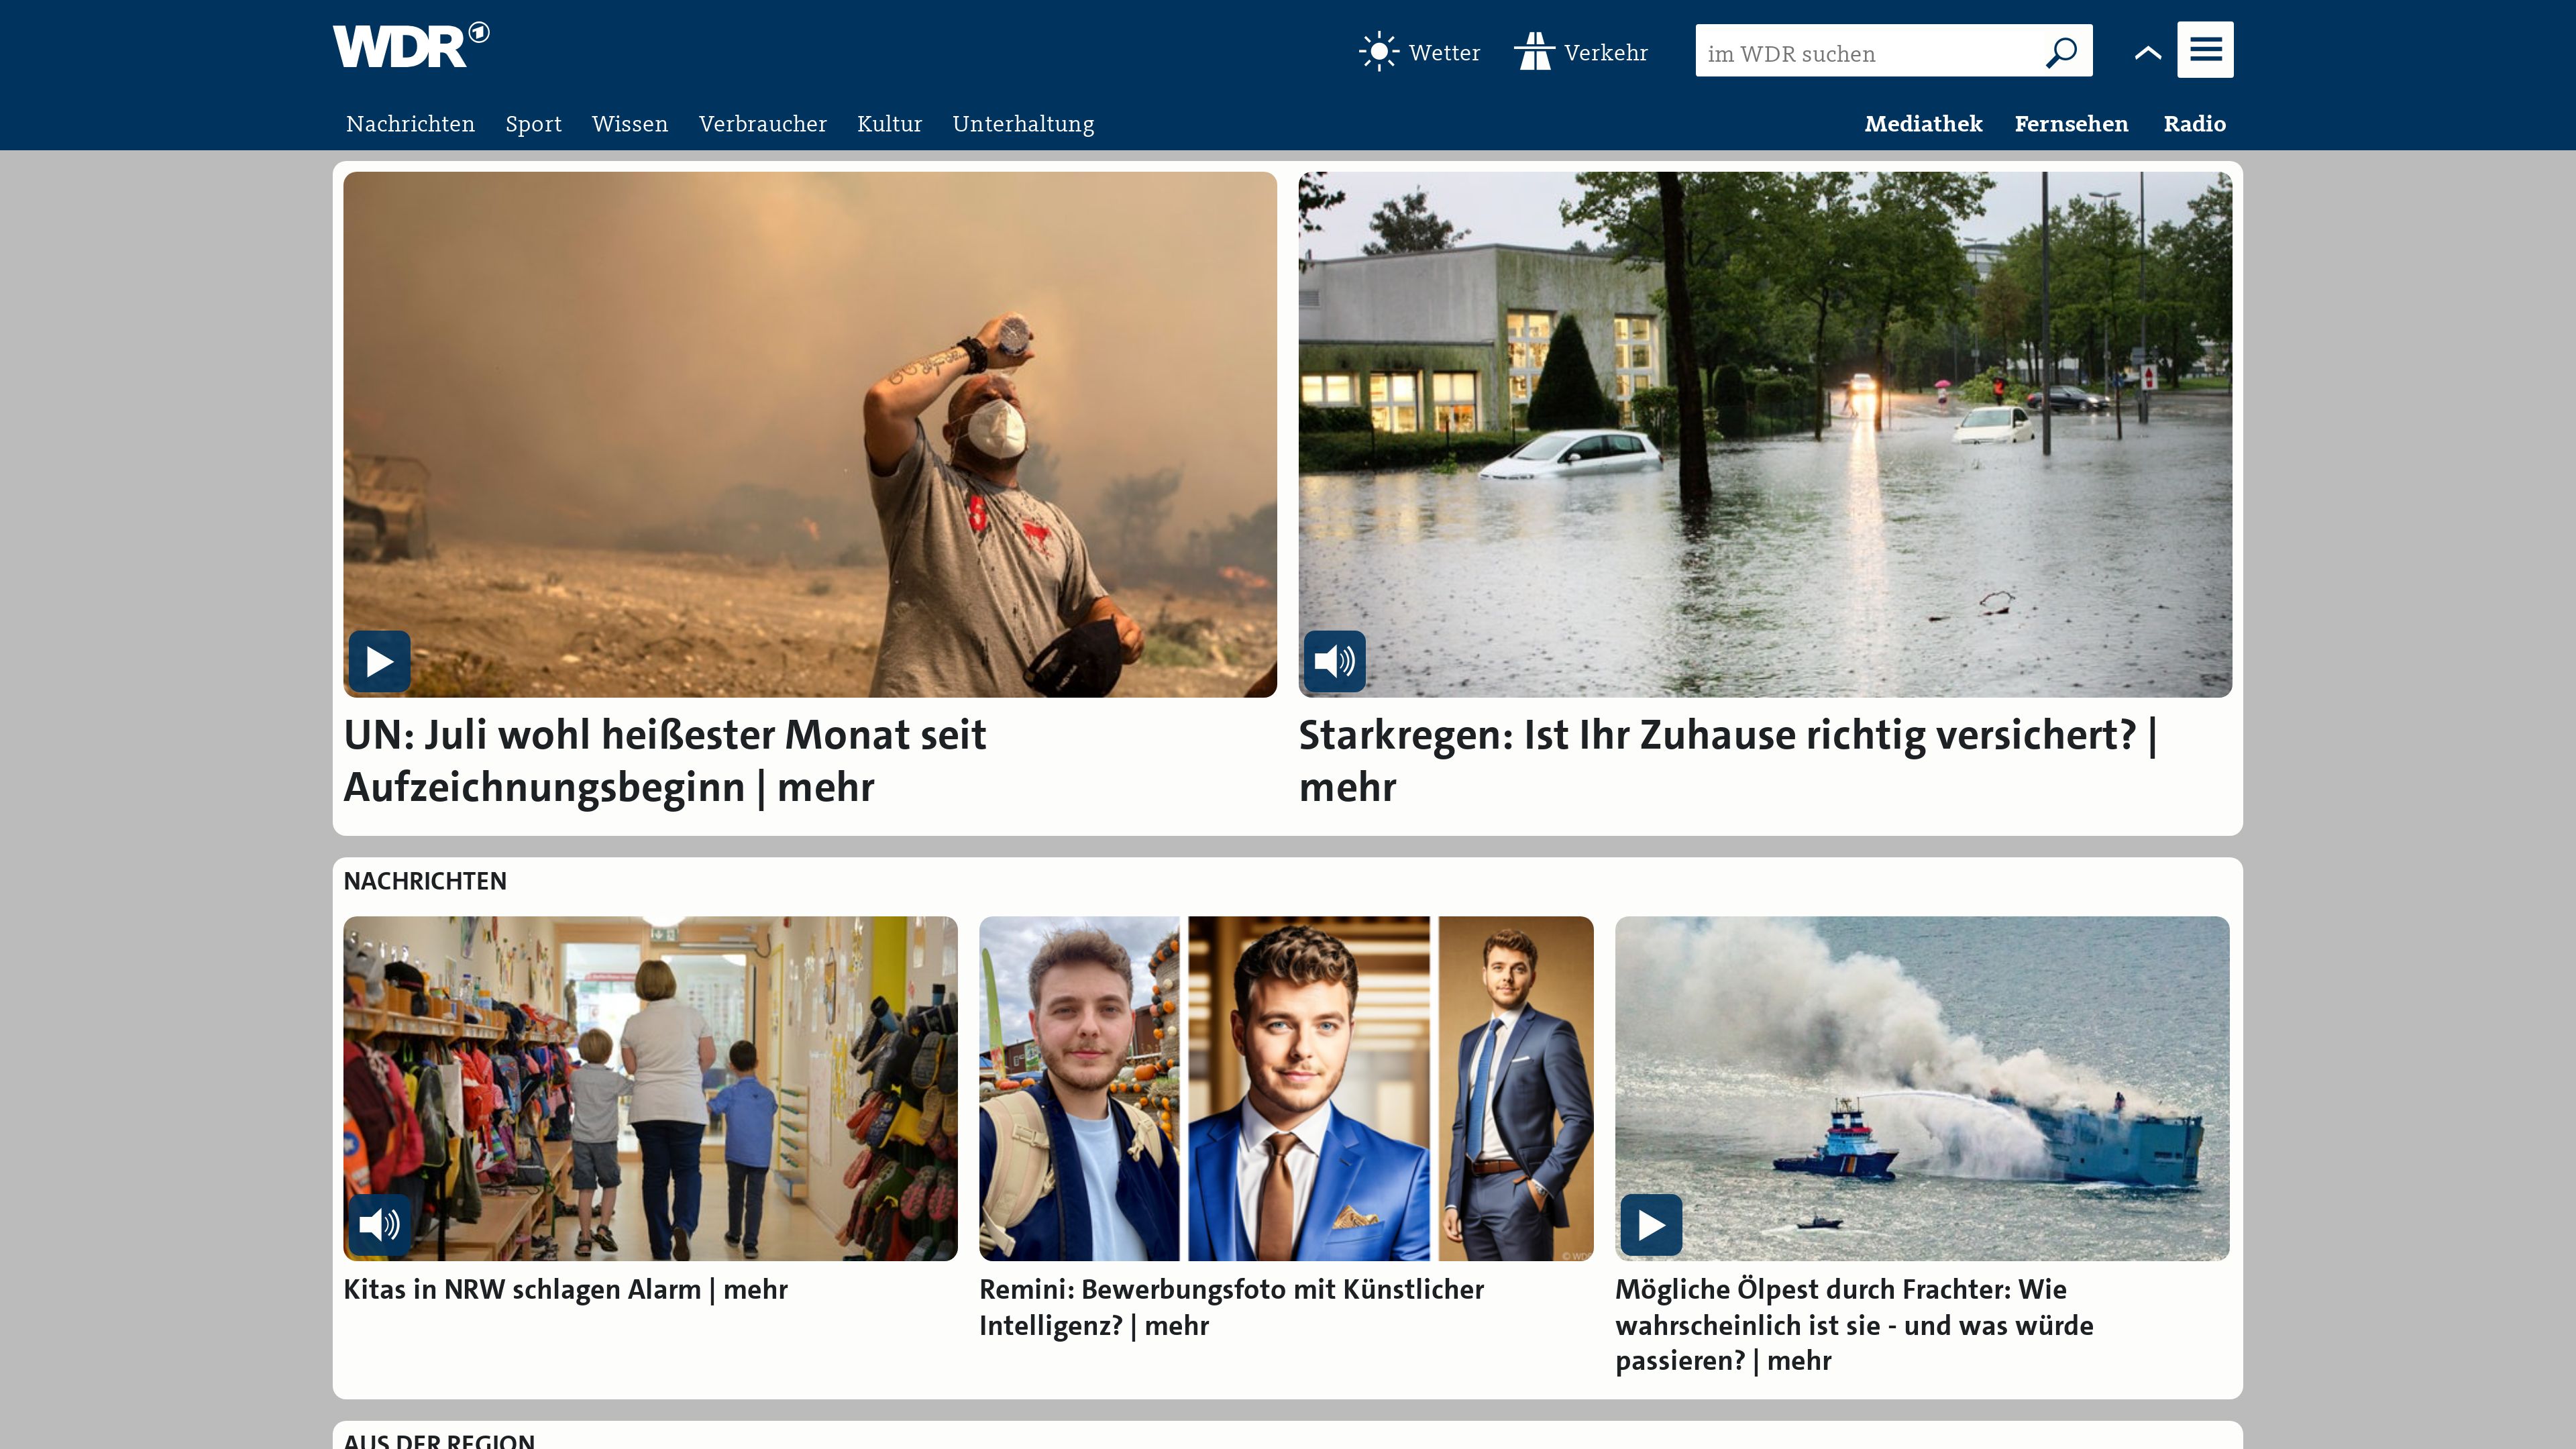 WDR
Wetter
Verkehr
im WDR suchen
Nachrichten
Sport
Wissen
Verbraucher
Kultur
Unterhaltung
Mediathek
Fernsehen
Radio
UN: Juli wohl heißester Monat seit
Aufzeichnungsbeginn | mehr
Starkregen: Ist Ihr Zuhause richtig versichert? |
mehr
NACHRICHTEN
Kitas in NRW schlagen Alarm | mehr
Remini: Bewerbungsfoto mit Künstlicher
Intelligenz? | mehr
Mögliche Ölpest durch Frachter: Wie
wahrscheinlich ist sie - und was würde
passieren? | mehr
AUS DER REGION